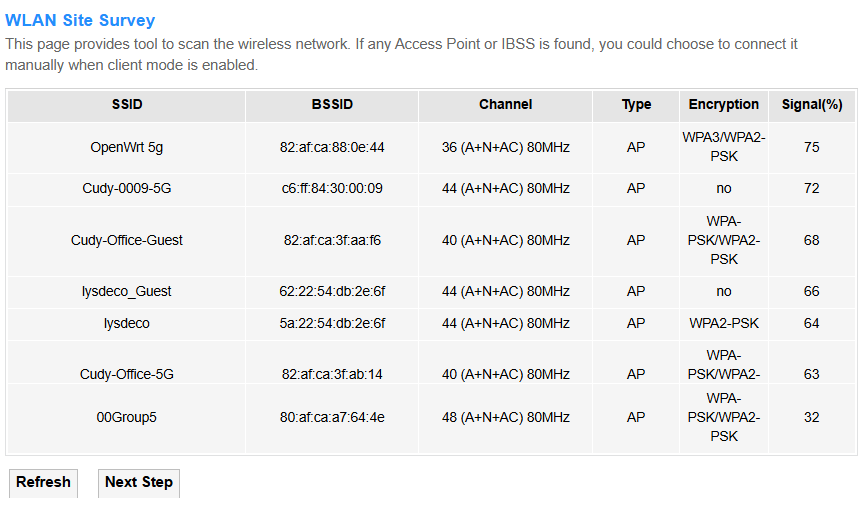 WLAN Site Survey
This page provides tool to scan the wireless network. If any Access Point or IBSS is found, you could choose to connect it
manually when client mode is enabled.
SSID BSSID Channel Type Encryption Signal(%)
OpenWrt 5g 82:af:ca:88:0e:44 36 (A+N+AC) 80MHz AP WPA3/WPA2-
PSK 75
Cudy-0009-5G c6:ff:84:30:00:09 44 (A+N+AC) 80MHz AP no 72
Cudy-Office-Guest 82:af:ca:3f:aa:f6 40 (A+N+AC) 80MHz AP WPA-
PSK/WPA2-
PSK 68
lysdeco_Guest 62:22:54:db:2e:6f 44 (A+N+AC) 80MHz AP no 66
lysdeco 5a:22:54:db:2e:6f 44 (A+N+AC) 80MHz AP WPA2-PSK 64
Cudy-Office-5G 82:af:ca:3f:ab:14 40 (A+N+AC) 80MHz AP WPA-
PSK/WPA2- 63
00Group5 80:af:ca:a7:64:4e 48 (A+N+AC) 80MHz AP WPA-
PSK/WPA2-
PSK 32
Refresh Next Step